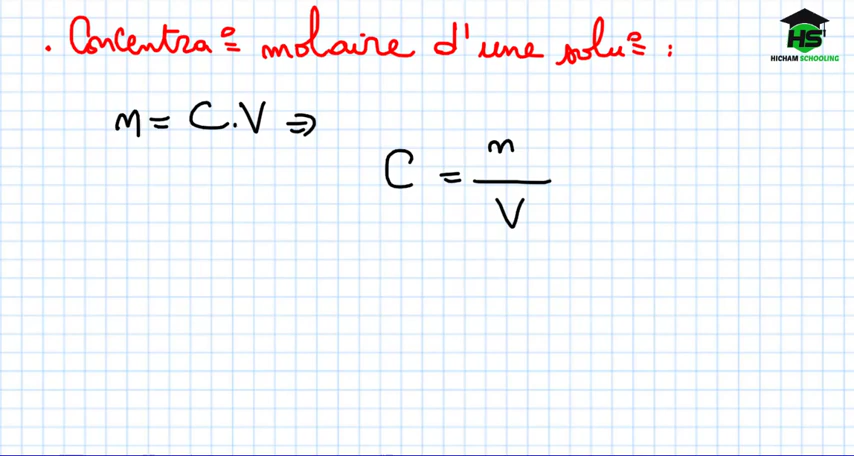 . Concentra° molaire d'une solu° :
HS
HICHAM SCHOOLING
n = C.V ⇒
C = n / V